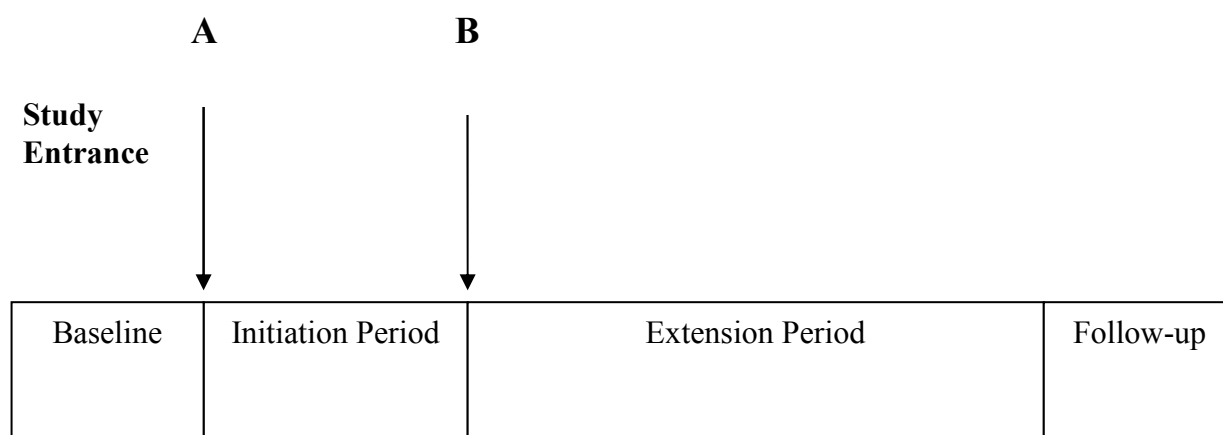 A B
Study
Entrance
Baseline Initiation Period Extension Period Follow-up